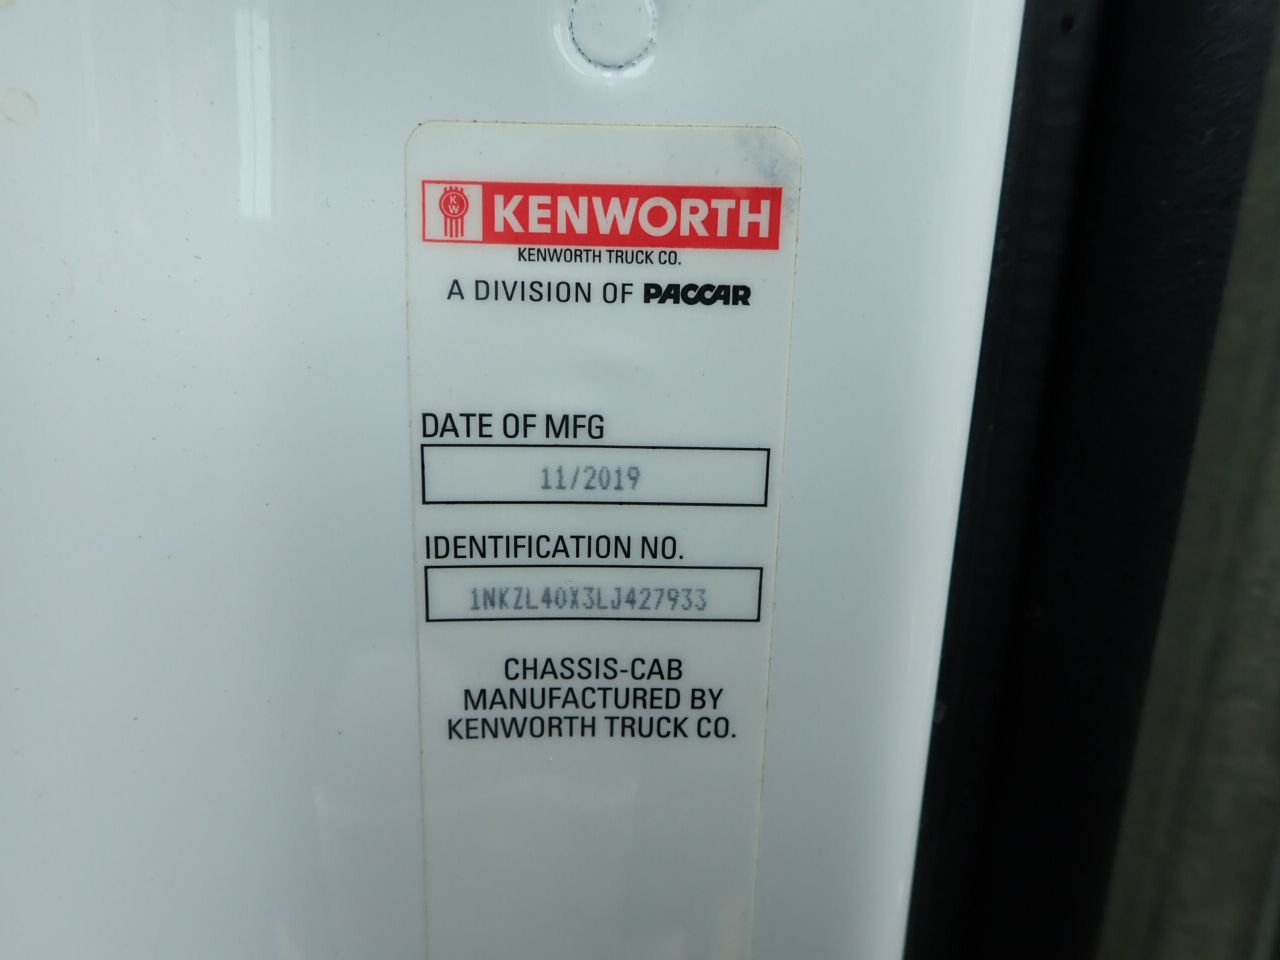 K
W
KENWORTH
KENWORTH TRUCK CO.
A DIVISION OF PACCAR
DATE OF MFG
11/2019
IDENTIFICATION NO.
1NKZL40X3LJ427933
CHASSIS-CAB
MANUFACTURED BY
KENWORTH TRUCK CO.